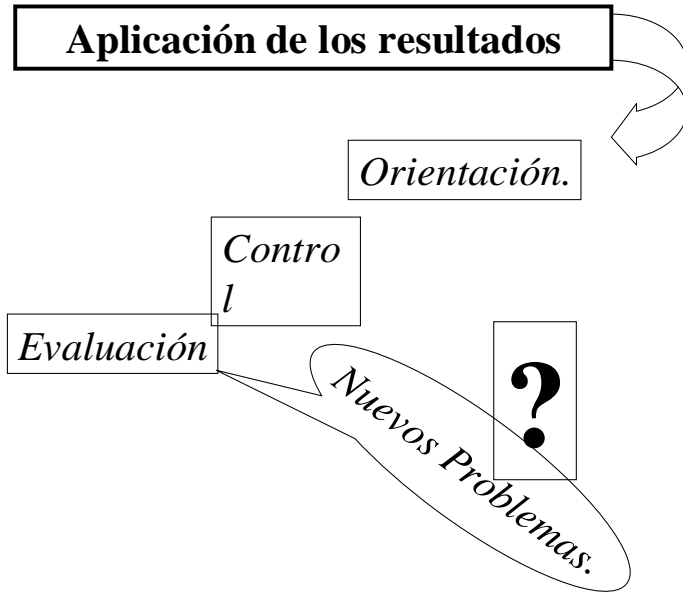 Aplicación de los resultados
Orientación.
Contro
l
Evaluación
?
Nuevos Problemas.